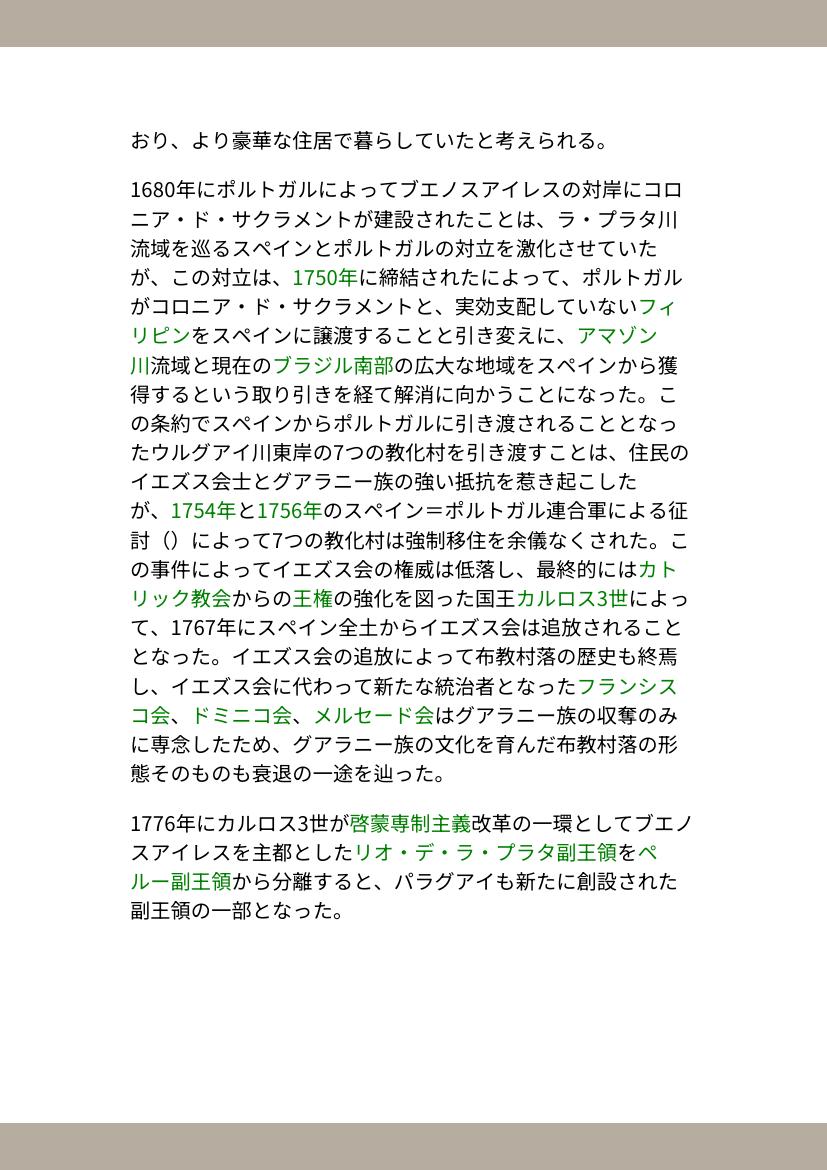 おり、より豪華な住居で暮らしていたと考えられる。
1680年にポルトガルによってブエノスアイレスの対岸にコロ
ニア・ド・サクラメントが建設されたことは、ラ・プラタ川
流域を巡るスペインとポルトガルの対立を激化させていた
が、この対立は、1750年に締結されたによって、ポルトガル
がコロニア・ド・サクラメントと、実効支配していないフィ
リピンをスペインに譲渡することと引き変えに、アマゾン
川流域と現在のブラジル南部の広大な地域をスペインから獲
得するという取り引きを経て解消に向かうことになった。こ
の条約でスペインからポルトガルに引き渡されることとなっ
たウルグアイ川東岸の7つの教化村を引き渡すことは、住民の
イエズス会士とグアラニー族の強い抵抗を惹き起こした
が、1754年と1756年のスペイン＝ポルトガル連合軍による征
討（）によって7つの教化村は強制移住を余儀なくされた。こ
の事件によってイエズス会の権威は低落し、最終的にはカト
リック教会からの王権の強化を図った国王カルロス3世によっ
て、1767年にスペイン全土からイエズス会は追放されること
となった。イエズス会の追放によって布教村落の歴史も終焉
し、イエズス会に代わって新たな統治者となったフランシス
コ会、ドミニコ会、メルセード会はグアラニー族の収奪のみ
に専念したため、グアラニー族の文化を育んだ布教村落の形
態そのものも衰退の一途を辿った。
1776年にカルロス3世が啓蒙専制主義改革の一環としてブエノ
スアイレスを主都としたリオ・デ・ラ・プラタ副王領をペ
ルー副王領から分離すると、パラグアイも新たに創設された
副王領の一部となった。